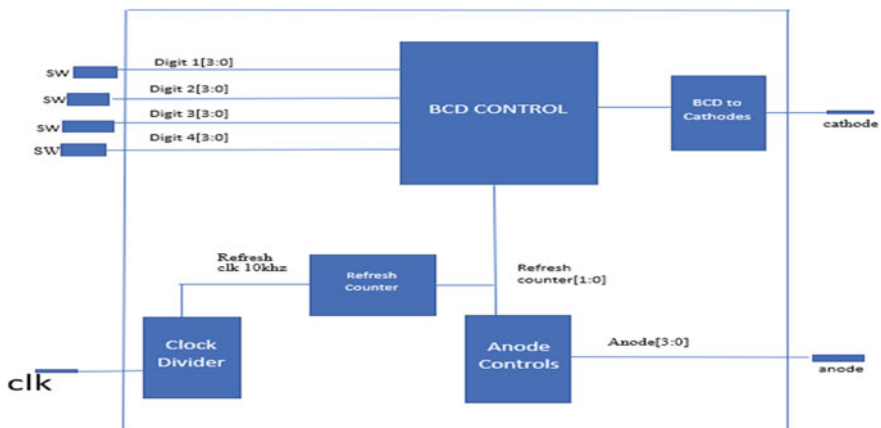 sw
Digit 1[3:0]
sw
Digit 2[3:0]
sw
Digit 3[3:0]
SW
Digit 4[3:0]
BCD CONTROL
BCD to
Cathodes
cathode
Refresh
clk 10khz
Refresh
Counter
Refresh
counter[1:0]
Clock
Divider
Anode
Controls
Anode[3:0]
clk
anode